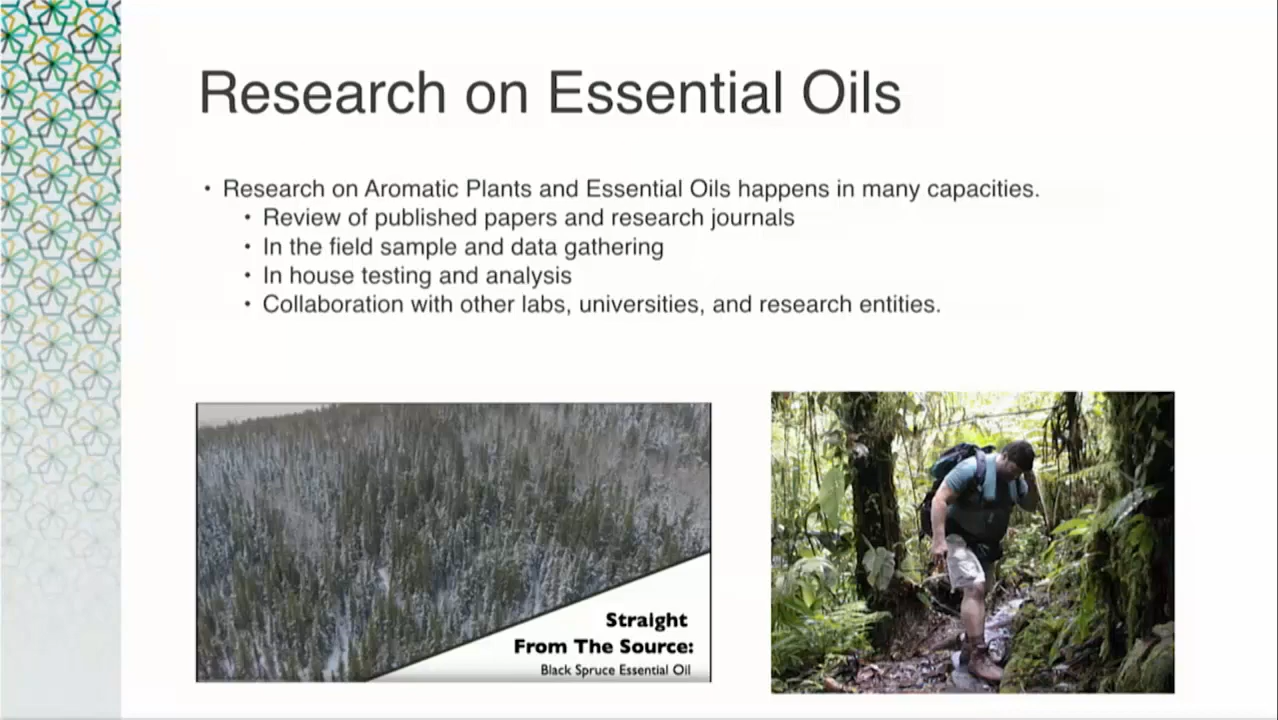 Research on Essential Oils
• Research on Aromatic Plants and Essential Oils happens in many capacities.
• Review of published papers and research journals
• In the field sample and data gathering
• In house testing and analysis
• Collaboration with other labs, universities, and research entities.
Straight
From The Source:
Black Spruce Essential Oil